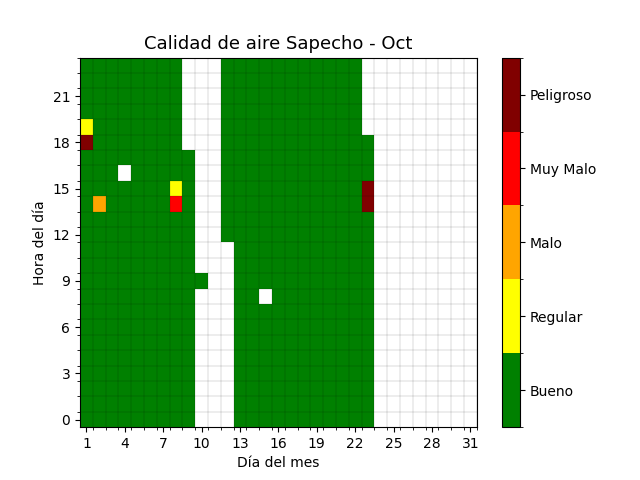 Calidad de aire Sapecho - Oct
Hora del día
21
18
15
12
9
6
3
0
1 4 7 10 13 16 19 22 25 28 31
Día del mes
Peligroso
Muy Malo
Malo
Regular
Bueno